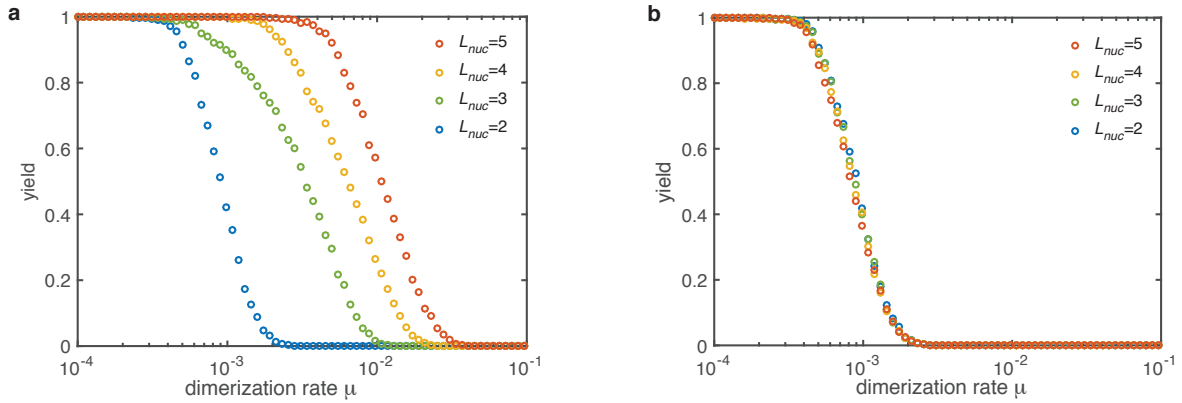 a
1
0.8
0.6
0.4
0.2
0
yield
L_nuc=5
L_nuc=4
L_nuc=3
L_nuc=2
10^-4
10^-3
10^-2
10^-1
dimerization rate μ
b
1
0.8
0.6
0.4
0.2
0
yield
L_nuc=5
L_nuc=4
L_nuc=3
L_nuc=2
10^-4
10^-3
10^-2
10^-1
dimerization rate μ